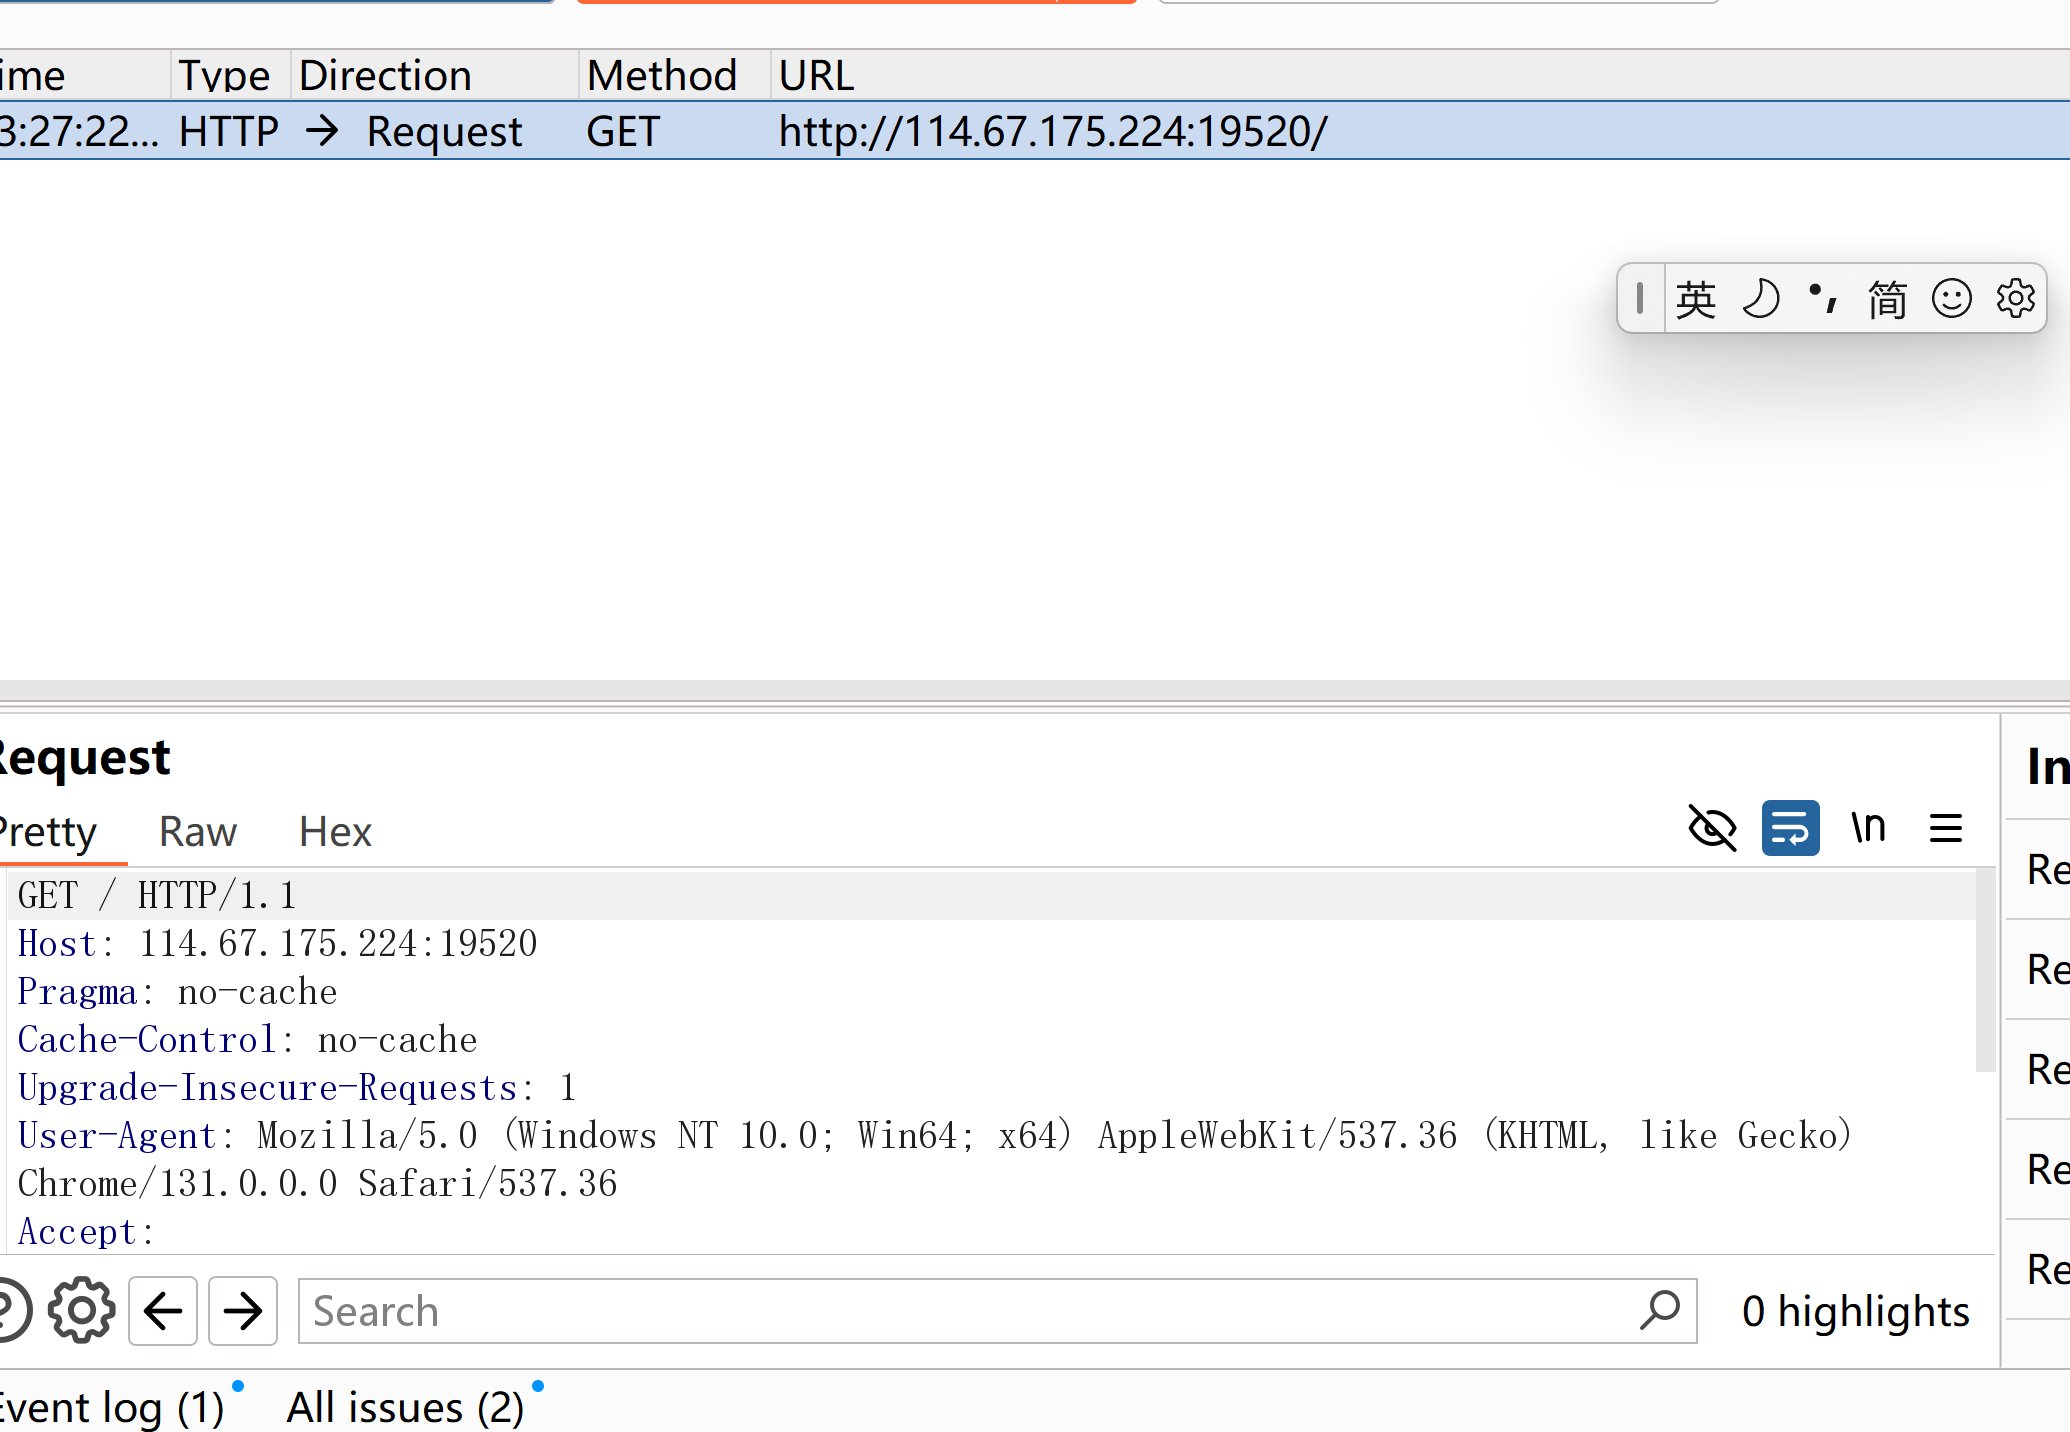 ime Type Direction Method URL
3:27:22... HTTP → Request GET http://114.67.175.224:19520/
英 简
Request In
Pretty Raw Hex \n
GET / HTTP/1.1
Host: 114.67.175.224:19520
Pragma: no-cache
Cache-Control: no-cache
Upgrade-Insecure-Requests: 1
User-Agent: Mozilla/5.0 (Windows NT 10.0; Win64; x64) AppleWebKit/537.36 (KHTML, like Gecko)
Chrome/131.0.0.0 Safari/537.36
Accept:
Re
Re
Re
Re
Re
Search 0 highlights
Event log (1) All issues (2)